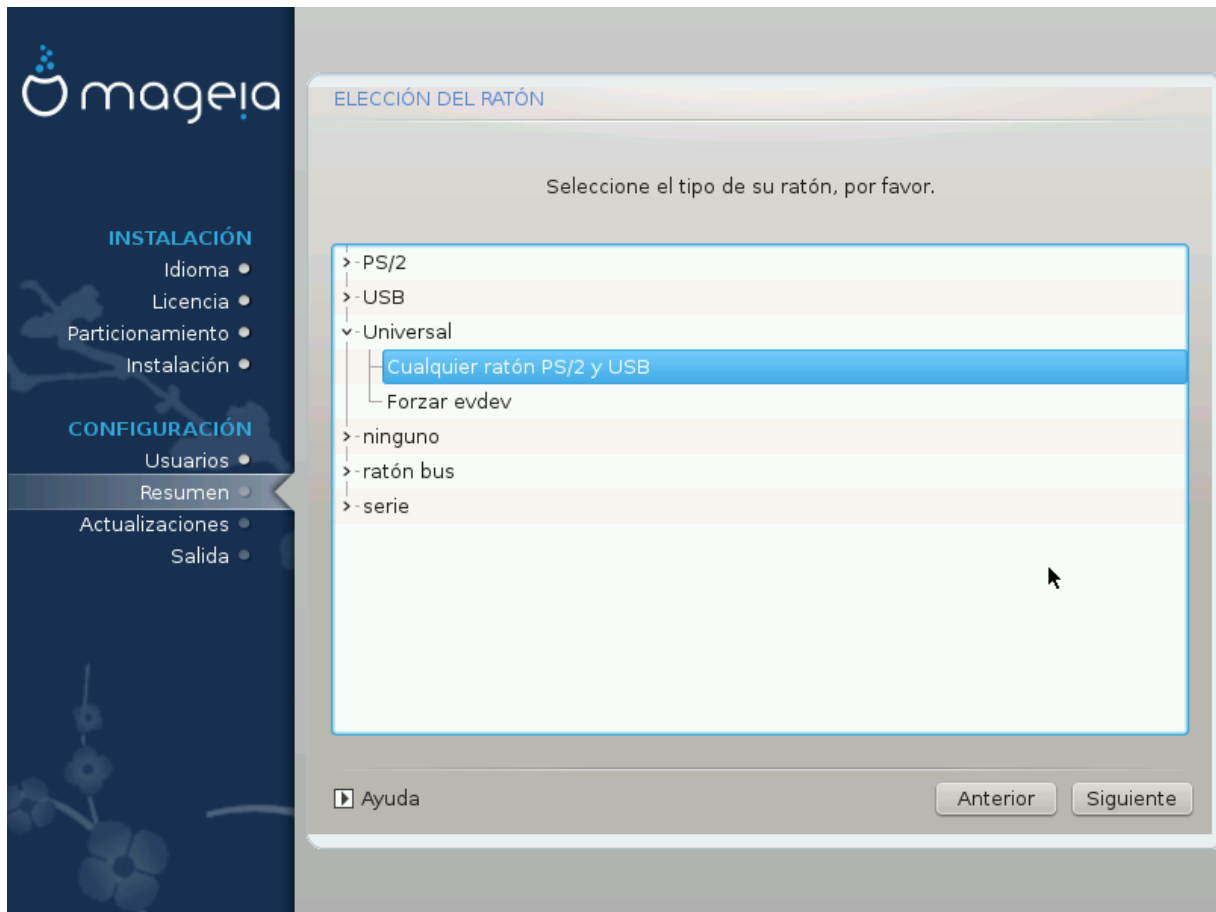 mageia
INSTALACIÓN
Idioma
Licencia
Particionamiento
Instalación
CONFIGURACIÓN
Usuarios
Resumen
Actualizaciones
Salida
ELECCIÓN DEL RATÓN
Seleccione el tipo de su ratón, por favor.
PS/2
USB
Universal
Cualquier ratón PS/2 y USB
Forzar evdev
ninguno
ratón bus
serie
Ayuda
Anterior
Siguiente